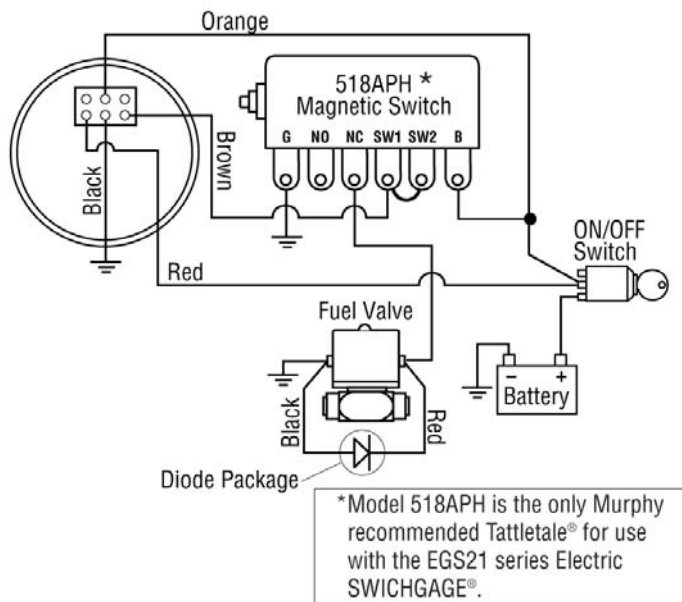 Orange
518APH *
Magnetic Switch
G NO NC SW1 SW2 B
Brown
Black
ON/OFF
Switch
Red
Fuel Valve
− +
Battery
Black
Red
Diode Package
*Model 518APH is the only Murphy
recommended Tattletale® for use
with the EGS21 series Electric
SWICHGAGE®.